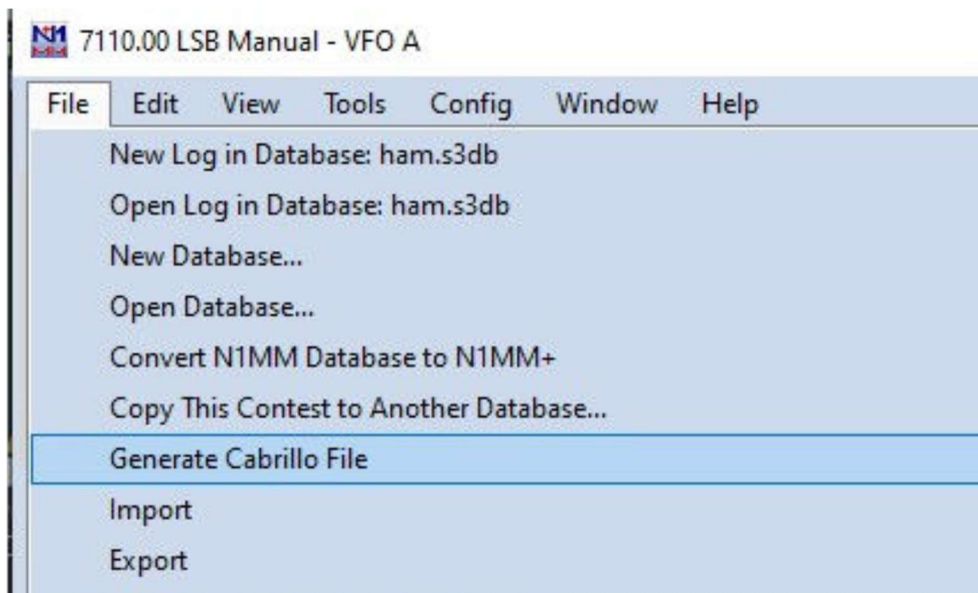 N1MM 7110.00 LSB Manual - VFO A
File Edit View Tools Config Window Help
New Log in Database: ham.s3db
Open Log in Database: ham.s3db
New Database...
Open Database...
Convert N1MM Database to N1MM+
Copy This Contest to Another Database...
Generate Cabrillo File
Import
Export